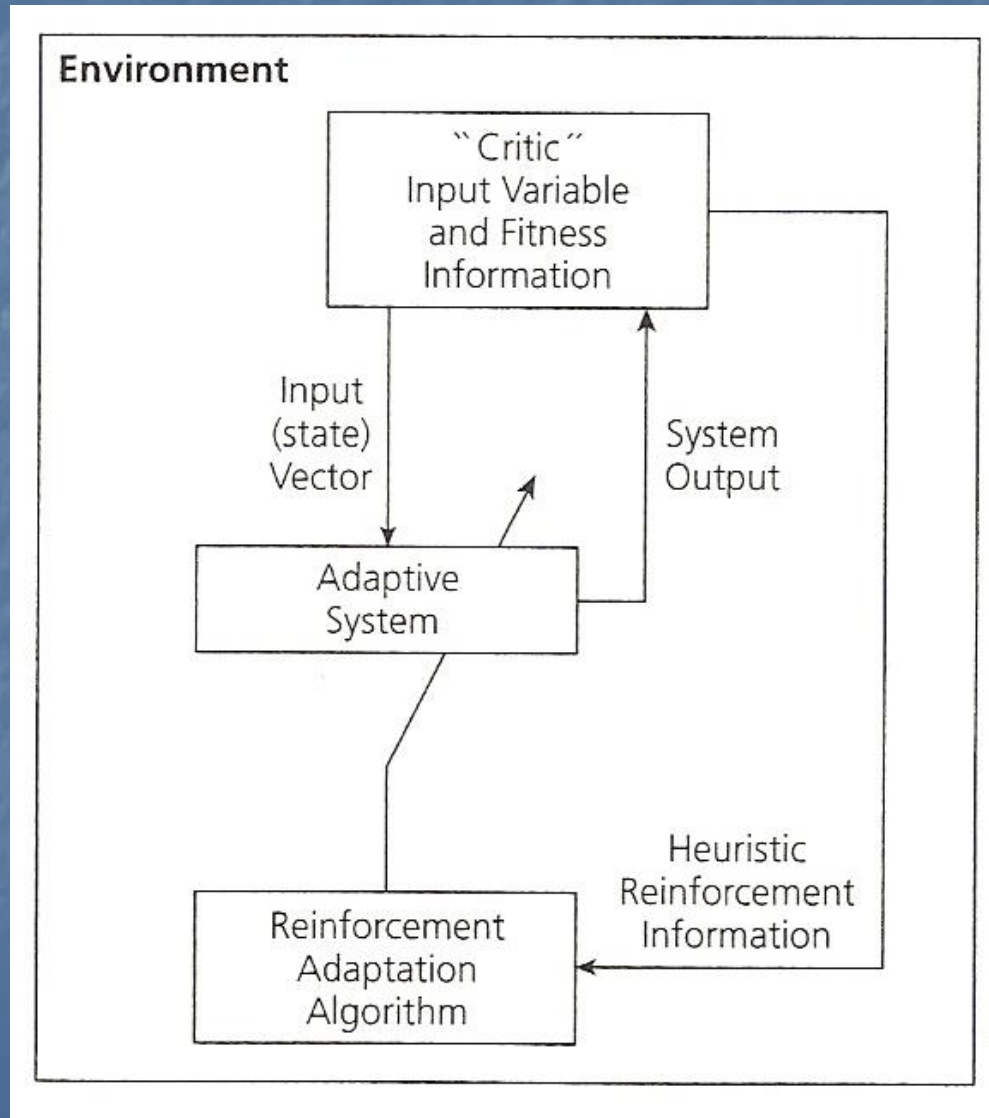 Environment
``Critic´´
Input Variable
and Fitness
Information
Input
(state)
Vector
System
Output
Adaptive
System
Heuristic
Reinforcement
Information
Reinforcement
Adaptation
Algorithm